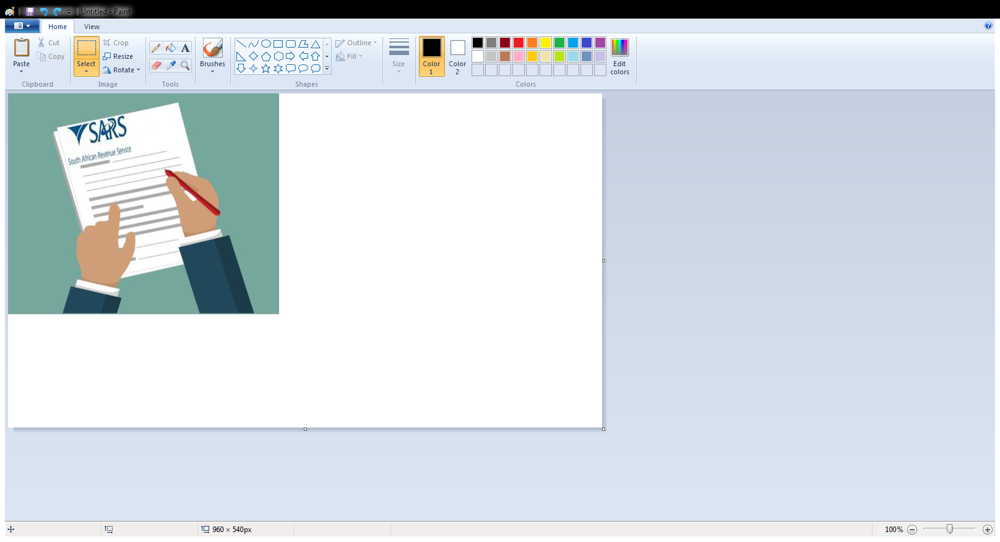 Untitled - Paint
Home View
Paste
Cut
Copy
Clipboard
Select
Crop
Resize
Rotate
Image
A
Tools
Brushes
Outline
Fill
Shapes
Size
Color 1
Color 2
Edit colors
Colors
SARS
South African Revenue Service
960 × 540px
100%